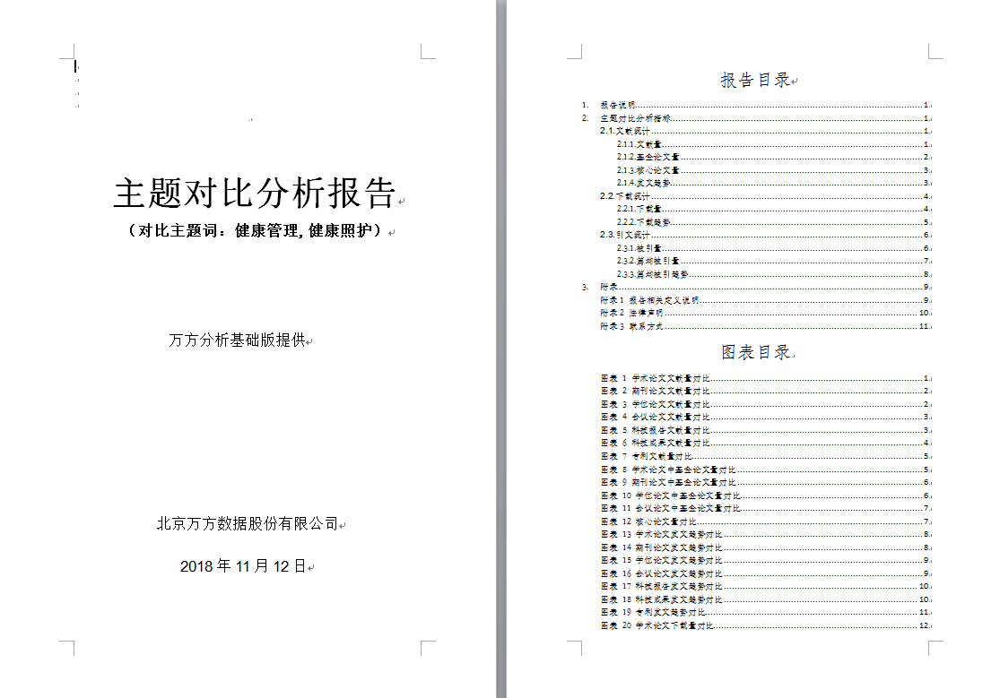 主题对比分析报告
（对比主题词：健康管理, 健康照护）
万方分析基础版提供
北京万方数据股份有限公司
2018 年 11 月 12 日
报告目录
1. 报告说明........1
2. 主题对比分析指标........1
2.1.文献统计........1
2.1.1.文献量........1
2.1.2.基金论文量........2
2.1.3.核心论文量........3
2.1.4.发文趋势........3
2.2.下载统计........4
2.2.1.下载量........4
2.2.2.下载趋势........5
2.3.引文统计........6
2.3.1.被引量........6
2.3.2.篇均被引量........7
2.3.3.篇均被引趋势........8
3. 附录........9
附录 1 报告相关定义说明........9
附录 2 法律声明........10
附录 3 联系方式........11
图表目录
图表 1 学术论文文献量对比........1
图表 2 期刊论文文献量对比........2
图表 3 学位论文文献量对比........2
图表 4 会议论文文献量对比........3
图表 5 科技报告文献量对比........3
图表 6 科技成果文献量对比........4
图表 7 专利文献量对比........5
图表 8 学术论文中基金论文量对比........5
图表 9 期刊论文中基金论文量对比........6
图表 10 学位论文中基金论文量对比........6
图表 11 会议论文中基金论文量对比........7
图表 12 核心论文量对比........7
图表 13 学术论文发文趋势对比........8
图表 14 期刊论文发文趋势对比........8
图表 15 学位论文发文趋势对比........9
图表 16 会议论文发文趋势对比........9
图表 17 科技报告发文趋势对比........10
图表 18 科技成果发文趋势对比........10
图表 19 专利发文趋势对比........11
图表 20 学术论文下载量对比........12